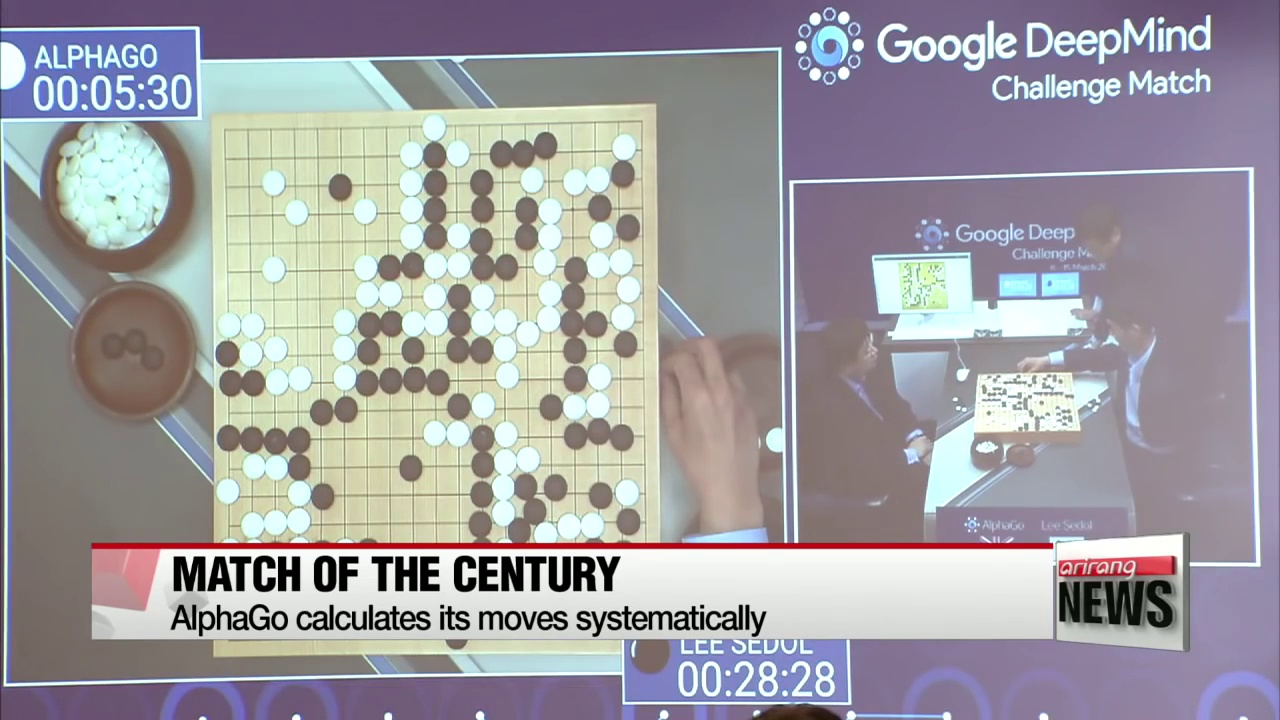 ALPHAGO
00:05:30
Google DeepMind
Challenge Match
Google Deep
Challenge M
AlphaGo Lee Sedol
MATCH OF THE CENTURY
AlphaGo calculates its moves systematically
arirang
NEWS
LEE SEDOL
00:28:28